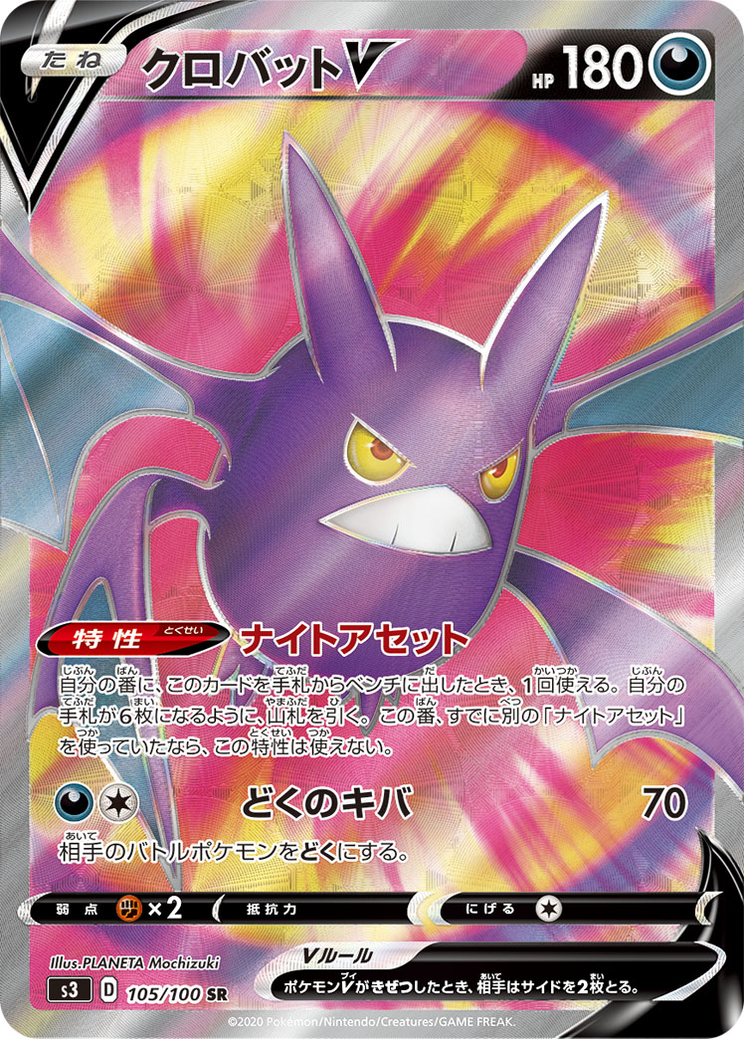 たね クロバットV HP 180
特性 とくせい ナイトアセット
自分の番に、このカードを手札からベンチに出したとき、1回使える。自分の
手札が6枚になるように、山札を引く。この番、すでに別の「ナイトアセット」
を使っていたなら、この特性は使えない。
どくのキバ 70
相手のバトルポケモンをどくにする。
弱点 ×2 抵抗力 にげる
Illus.PLANETA Mochizuki
Vルール
ポケモンVがきぜつしたとき、相手はサイドを2枚とる。
s3 D 105/100 SR
©2020 Pokémon/Nintendo/Creatures/GAME FREAK.